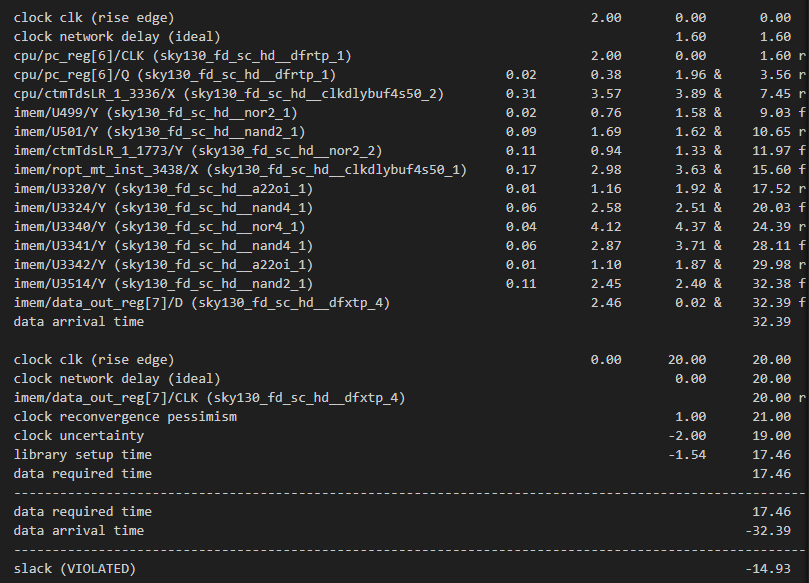 clock clk (rise edge) 2.00 0.00 0.00
clock network delay (ideal) 1.60 1.60
cpu/pc_reg[6]/CLK (sky130_fd_sc_hd__dfrtp_1) 2.00 0.00 1.60 r
cpu/pc_reg[6]/Q (sky130_fd_sc_hd__dfrtp_1) 0.02 0.38 1.96 & 3.56 r
cpu/ctmTdsLR_1_3336/X (sky130_fd_sc_hd__clkdlybuf4s50_2) 0.31 3.57 3.89 & 7.45 r
imem/U499/Y (sky130_fd_sc_hd__nor2_1) 0.02 0.76 1.58 & 9.03 f
imem/U501/Y (sky130_fd_sc_hd__nand2_1) 0.09 1.69 1.62 & 10.65 r
imem/ctmTdsLR_1_1773/Y (sky130_fd_sc_hd__nor2_2) 0.11 0.94 1.33 & 11.97 f
imem/ropt_mt_inst_3438/X (sky130_fd_sc_hd__clkdlybuf4s50_1) 0.17 2.98 3.63 & 15.60 f
imem/U3320/Y (sky130_fd_sc_hd__a22oi_1) 0.01 1.16 1.92 & 17.52 r
imem/U3324/Y (sky130_fd_sc_hd__nand4_1) 0.06 2.58 2.51 & 20.03 f
imem/U3340/Y (sky130_fd_sc_hd__nor4_1) 0.04 4.12 4.37 & 24.39 r
imem/U3341/Y (sky130_fd_sc_hd__nand4_1) 0.06 2.87 3.71 & 28.11 f
imem/U3342/Y (sky130_fd_sc_hd__a22oi_1) 0.01 1.10 1.87 & 29.98 r
imem/U3514/Y (sky130_fd_sc_hd__nand2_1) 0.11 2.45 2.40 & 32.38 f
imem/data_out_reg[7]/D (sky130_fd_sc_hd__dfxtp_4) 2.46 0.02 & 32.39 f
data arrival time 32.39
clock clk (rise edge) 0.00 20.00 20.00
clock network delay (ideal) 0.00 20.00
imem/data_out_reg[7]/CLK (sky130_fd_sc_hd__dfxtp_4) 20.00 r
clock reconvergence pessimism 1.00 21.00
clock uncertainty -2.00 19.00
library setup time -1.54 17.46
data required time 17.46
--------------------------------------------------------------------------------
data required time 17.46
data arrival time -32.39
--------------------------------------------------------------------------------
slack (VIOLATED) -14.93